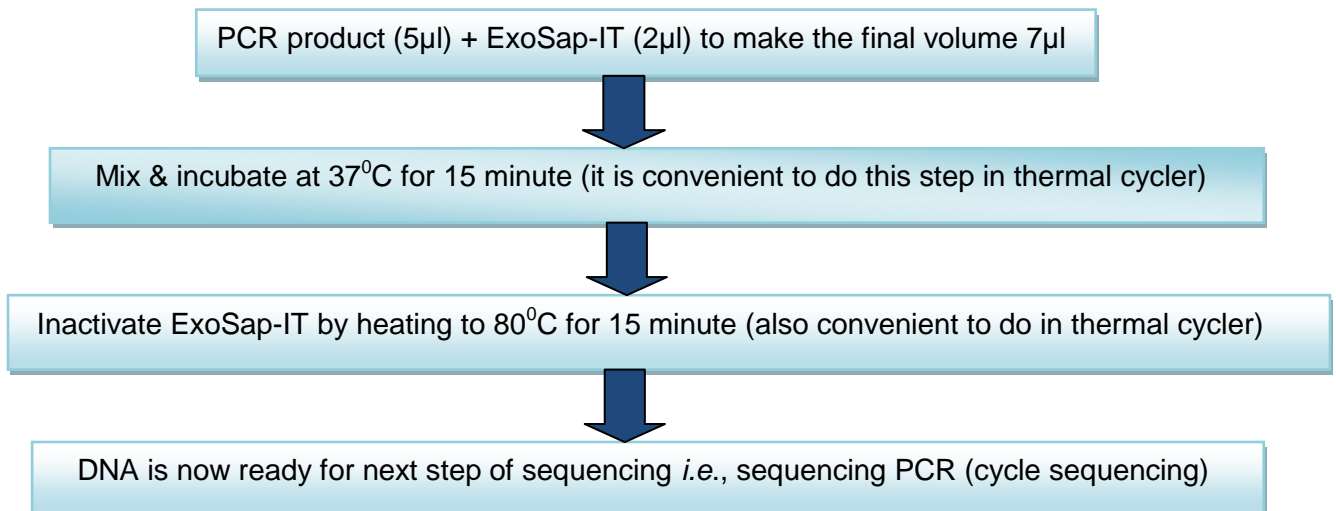 PCR product (5µl) + ExoSap-IT (2µl) to make the final volume 7µl
Mix & incubate at 37⁰C for 15 minute (it is convenient to do this step in thermal cycler)
Inactivate ExoSap-IT by heating to 80⁰C for 15 minute (also convenient to do in thermal cycler)
DNA is now ready for next step of sequencing i.e., sequencing PCR (cycle sequencing)